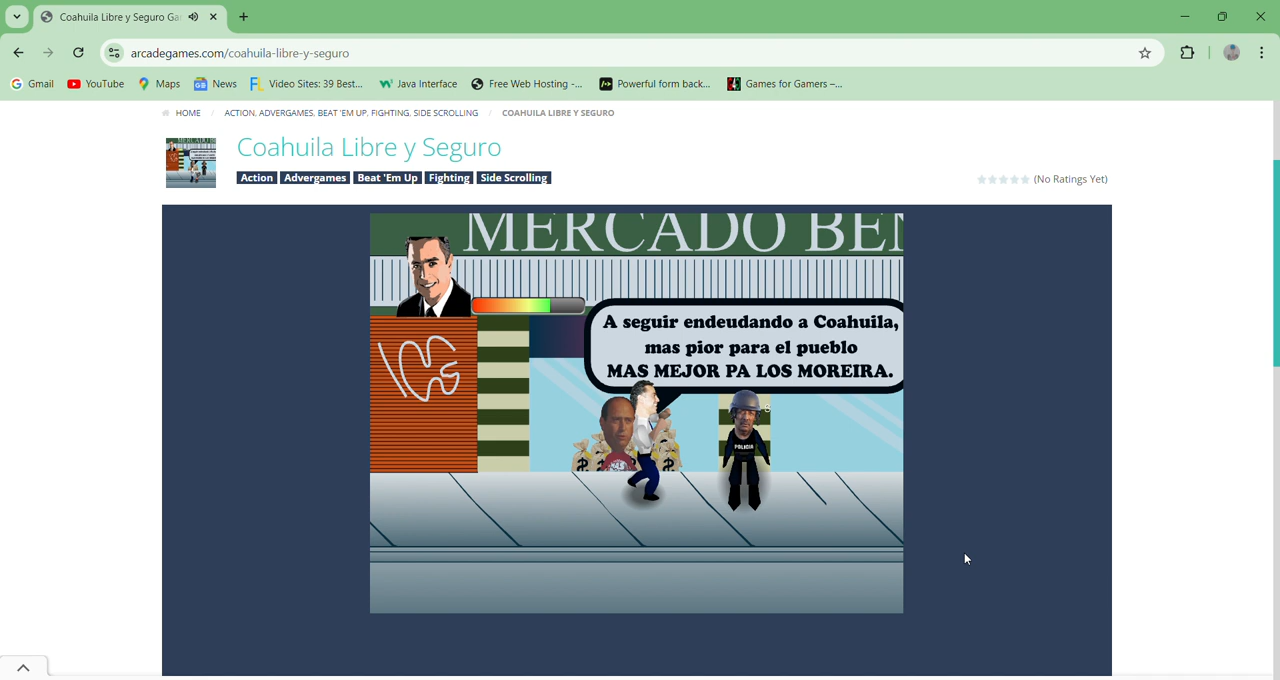 Coahuila Libre y Seguro Ga
arcadegames.com/coahuila-libre-y-seguro
Gmail YouTube Maps News Video Sites: 39 Best... Java Interface Free Web Hosting -... Powerful form back... Games for Gamers –...
HOME / ACTION, ADVERGAMES, BEAT 'EM UP, FIGHTING, SIDE SCROLLING / COAHUILA LIBRE Y SEGURO
Coahuila Libre y Seguro
Action Advergames Beat 'Em Up Fighting Side Scrolling
(No Ratings Yet)
MERCADO BEN
A seguir endeudando a Coahuila,
mas pior para el pueblo
MAS MEJOR PA LOS MOREIRA.
POLICIA